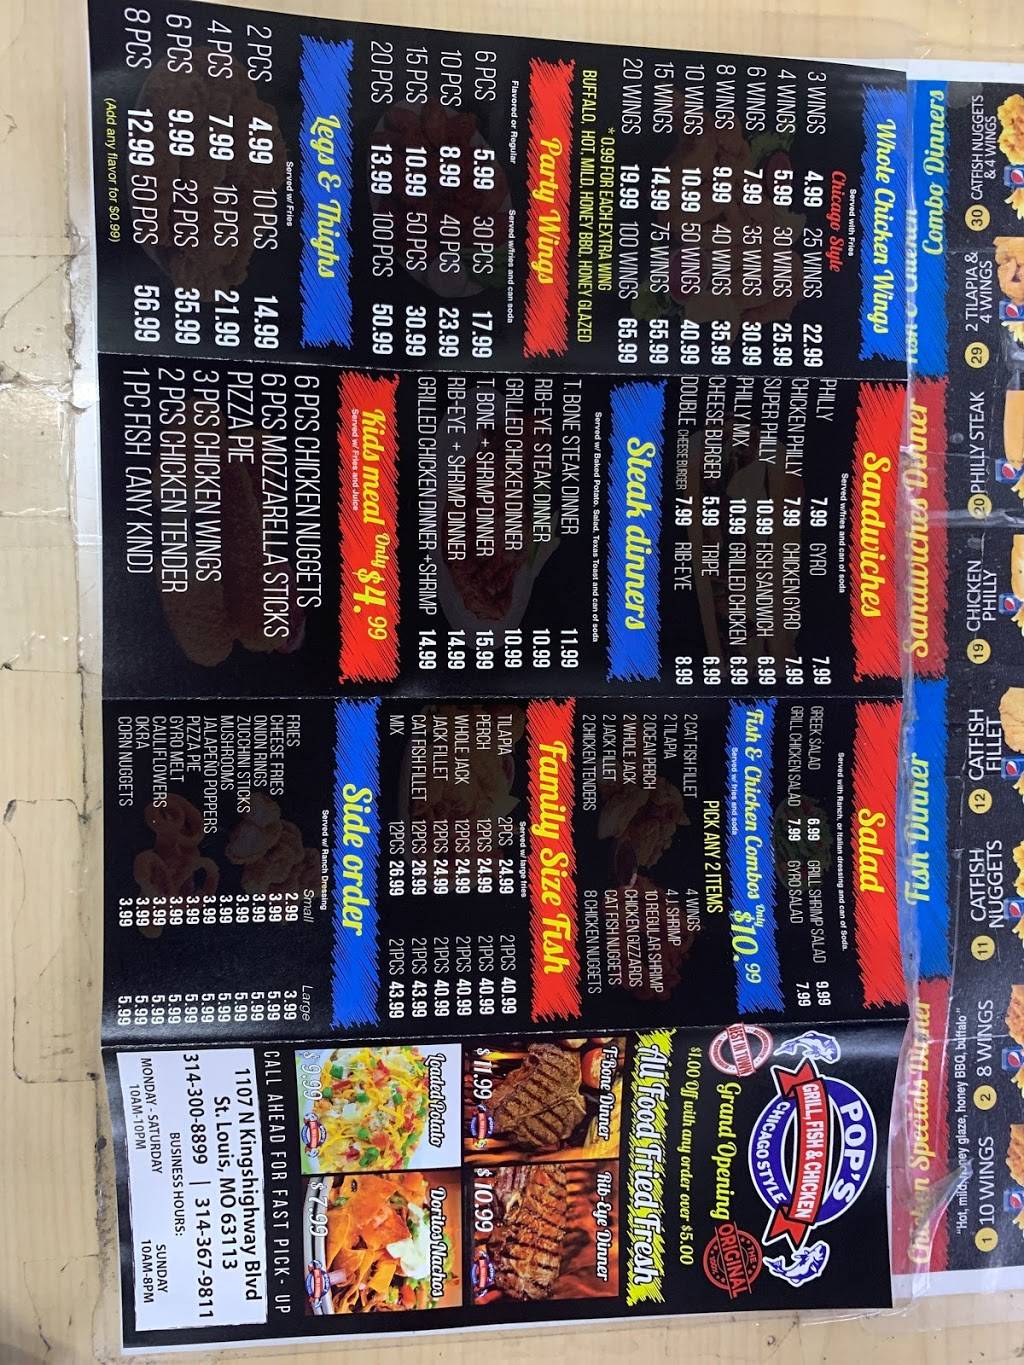 Whole Chicken Wings
Served with Fries
Chicago Style
3 WINGS 4.99 25 WINGS 22.99
4 WINGS 5.99 30 WINGS 25.99
6 WINGS 7.99 35 WINGS 30.99
8 WINGS 9.99 40 WINGS 35.99
10 WINGS 10.99 50 WINGS 40.99
15 WINGS 14.99 75 WINGS 55.99
20 WINGS 19.99 100 WINGS 65.99
* 0.99 FOR EACH EXTRA WING
BUFFALO, HOT, MILD, HONEY BBQ, HONEY GLAZED
Party Wings
Flavored or Regular Served w/fries and can soda
6 PCS 5.99 30 PCS 17.99
10 PCS 8.99 40 PCS 23.99
15 PCS 10.99 50 PCS 30.99
20 PCS 13.99 100 PCS 50.99
Legs & Thighs
Served w/ Fries
2 PCS 4.99 10 PCS 14.99
4 PCS 7.99 16 PCS 21.99
6 PCS 9.99 32 PCS 35.99
8 PCS 12.99 50 PCS 56.99
(Add any flavor for $0.99)
Sandwiches
Served w/fries and can of soda
PHILLY 7.99 GYRO 7.99
CHICKEN PHILLY 7.99 CHICKEN GYRO 7.99
SUPER PHILLY 10.99 FISH SANDWICH 6.99
PHILLY MIX 10.99 GRILLED CHICKEN 6.99
CHEESE BURGER 5.99 TRIPE 6.99
DOUBLE CHEESE BURGER 7.99 RIB-EYE 8.99
Steak dinners
Served w/ Baked Potato, Salad, Texas Toast and can of soda
T. BONE STEAK DINNER 11.99
RIB-EYE STEAK DINNER 10.99
GRILLED CHICKEN DINNER 10.99
T. BONE + SHRIMP DINNER 15.99
RIB-EYE + SHRIMP DINER 14.99
GRILLED CHICKEN DINNER +SHRIMP 14.99
Kids meal Only $4.99
Served w/ Fries and Juice
6 PCS CHICKEN NUGGETS
6 PCS MOZZARELLA STICKS
PIZZA PIE
3 PCS CHICKEN WINGS
2 PCS CHICKEN TENDER
1 PC FISH (ANY KIND)
Salad
Served with Ranch, or Italian dressing and can of Soda.
GREEK SALAD 6.99 GRILL SHRIMP SALAD 9.99
GRILL CHICKEN SALAD 7.99 GYRO SALAD 7.99
Fish & Chicken Combos Only $10.99
Served w/ fries and soda
PICK ANY 2 ITEMS
2 CAT FISH FILLET 4 WINGS
2 TILAPIA 4 J.SHRIMP
2 OCEAN PERCH 10 REGULAR SHRIMP
2 WHOLE JACK CHICKEN GIZZARDS
2 JACK FILLET CAT FISH NUGGETS
2 CHICKEN TENDERS 8 CHICKEN NUGGETS
Family Size Fish
Served w/ large fries
TILAPIA 2PCS 24.99 21PCS 40.99
PERCH 12PCS 24.99 21PCS 40.99
WHOLE JACK 12PCS 24.99 21PCS 40.99
JACK FILLET 12PCS 24.99 21PCS 40.99
CAT FISH FILLET 12PCS 26.99 21PCS 43.99
MIX 12PCS 26.99 21PCS 43.99
Side order
Served w/ Ranch Dressing
Small Large
FRIES 2.99 3.99
CHEESE FRIES 3.99 5.99
ONION RINGS 3.99 5.99
ZUCCHINI STICKS 3.99 5.99
MUSHROOMS 3.99 5.99
JALAPENO POPPERS 3.99 5.99
PIZZA PIE 3.99 5.99
GYRO MELT 3.99 5.99
CAULIFLOWERS 3.99 5.99
OKRA 3.99 5.99
CORN NUGGETS 3.99 5.99
POP'S
GRILL, FISH & CHICKEN
CHICAGO STYLE
BEST IN TOWN
Grand Opening
THE ORIGINAL
$1.00 Off with any order over $5.00
All Food Fried Fresh
T-Bone Dinner
$11.99
Rib-Eye Dinner
$10.99
Loaded Potato
$9.99
Doritos Nachos
$7.99
CALL AHEAD FOR FAST PICK-UP
1107 N Kingshighway Blvd
St. Louis, MO 63113
314-300-8899 | 314-367-9811
BUSINESS HOURS:
MONDAY - SATURDAY SUNDAY
10AM-10PM 10AM-8PM
Combo Dinners
30 CATFISH NUGGETS & 4 WINGS
29 2 TILAPIA & 4 WINGS
Sandwiches Dinner
20 PHILLY STEAK
19 CHICKEN PHILLY
Fish Dinner
12 CATFISH FILLET
11 CATFISH NUGGETS
Chicken Specials Dinner
"Hot, mild, honey glaze, honey BBQ, buffalo"
2 8 WINGS
1 10 WINGS